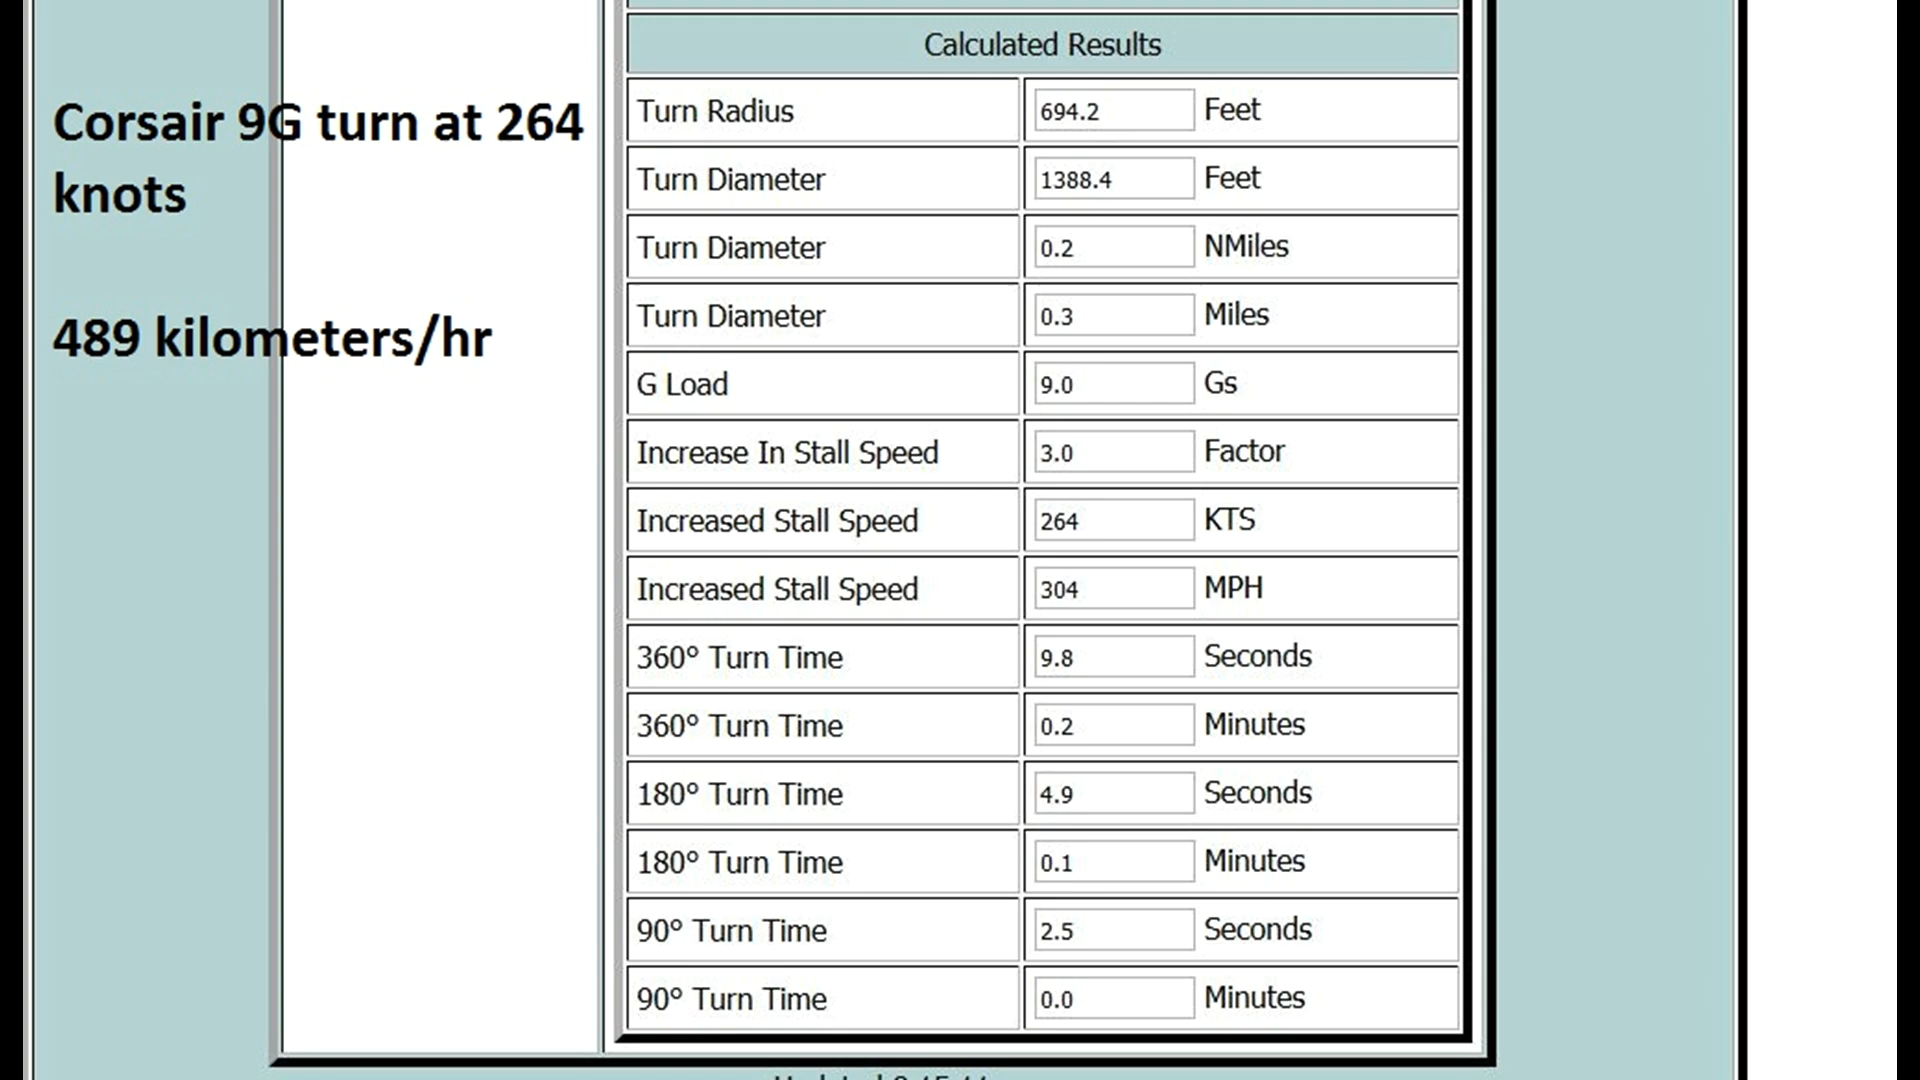 Calculated Results
Corsair 9G turn at 264
knots
489 kilometers/hr
Turn Radius 694.2 Feet
Turn Diameter 1388.4 Feet
Turn Diameter 0.2 NMiles
Turn Diameter 0.3 Miles
G Load 9.0 Gs
Increase In Stall Speed 3.0 Factor
Increased Stall Speed 264 KTS
Increased Stall Speed 304 MPH
360° Turn Time 9.8 Seconds
360° Turn Time 0.2 Minutes
180° Turn Time 4.9 Seconds
180° Turn Time 0.1 Minutes
90° Turn Time 2.5 Seconds
90° Turn Time 0.0 Minutes